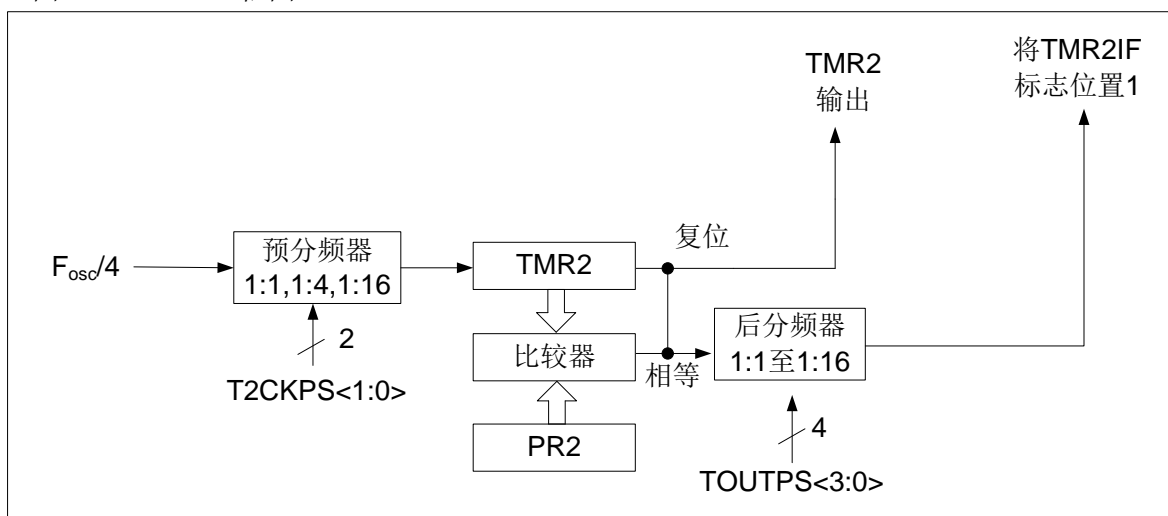 TMR2
输出
将TMR2IF
标志位置1
Fosc/4
预分频器
1:1,1:4,1:16
TMR2
复位
2
T2CKPS<1:0>
比较器
相等
后分频器
1:1至1:16
PR2
4
TOUTPS<3:0>